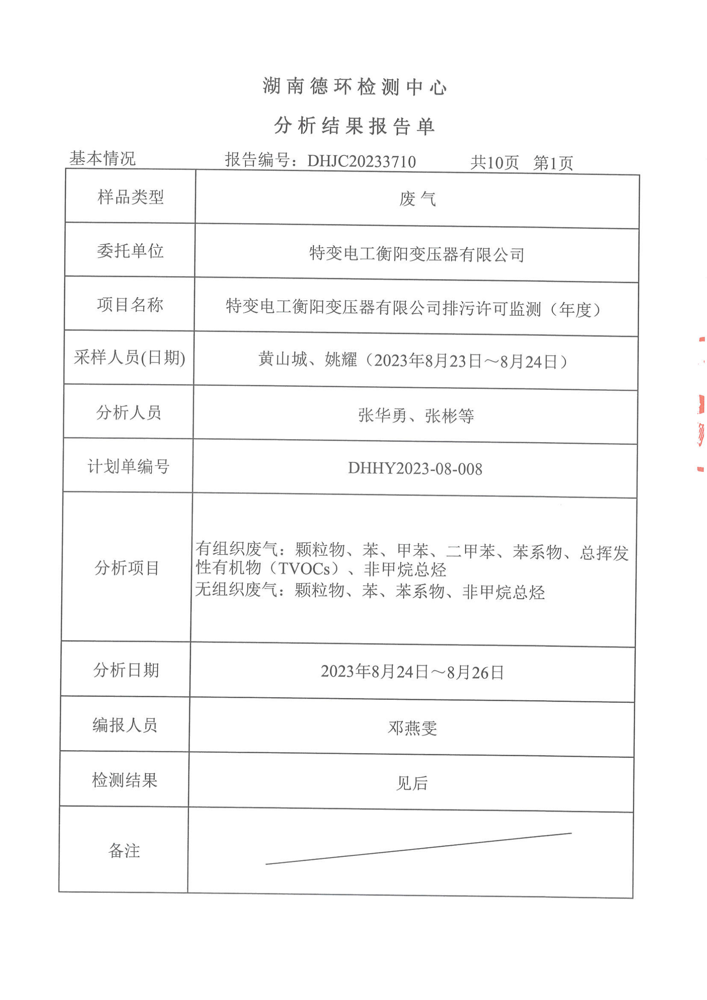 湖南德环检测中心
分析结果报告单
基本情况 报告编号：DHJC20233710 共10页 第1页
样品类型 废气
委托单位 特变电工衡阳变压器有限公司
项目名称 特变电工衡阳变压器有限公司排污许可监测（年度）
采样人员(日期) 黄山城、姚耀（2023年8月23日～8月24日）
分析人员 张华勇、张彬等
计划单编号 DHHY2023-08-008
分析项目
有组织废气：颗粒物、苯、甲苯、二甲苯、苯系物、总挥发
性有机物（TVOCs）、非甲烷总烃
无组织废气：颗粒物、苯、苯系物、非甲烷总烃
分析日期 2023年8月24日～8月26日
编报人员 邓燕雯
检测结果 见后
备注